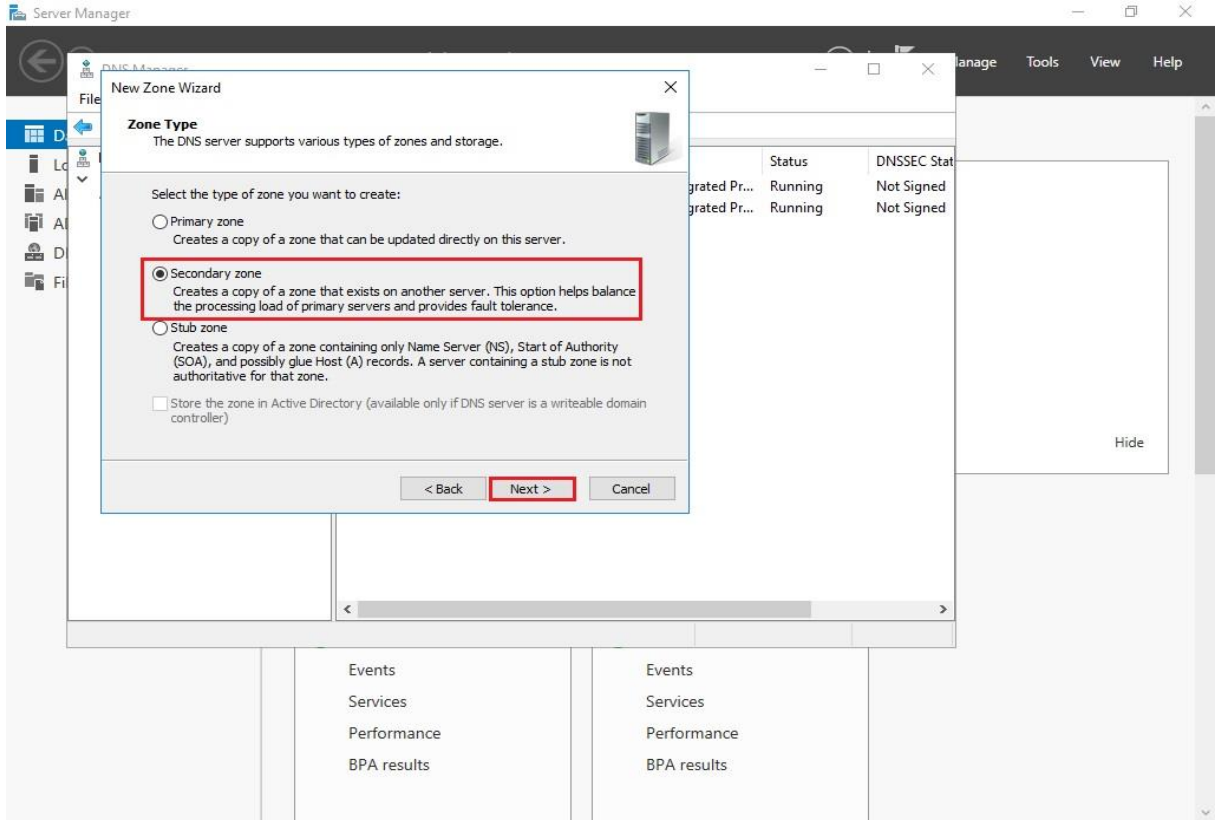 Server Manager
Manage Tools View Help
DNS Manager
New Zone Wizard
File
Zone Type
The DNS server supports various types of zones and storage.
Status DNSSEC Stat
Select the type of zone you want to create:
grated Pr... Running Not Signed
grated Pr... Running Not Signed
Primary zone
Creates a copy of a zone that can be updated directly on this server.
Secondary zone
Creates a copy of a zone that exists on another server. This option helps balance
the processing load of primary servers and provides fault tolerance.
Stub zone
Creates a copy of a zone containing only Name Server (NS), Start of Authority
(SOA), and possibly glue Host (A) records. A server containing a stub zone is not
authoritative for that zone.
Store the zone in Active Directory (available only if DNS server is a writeable domain
controller)
Hide
< Back Next > Cancel
Events Events
Services Services
Performance Performance
BPA results BPA results